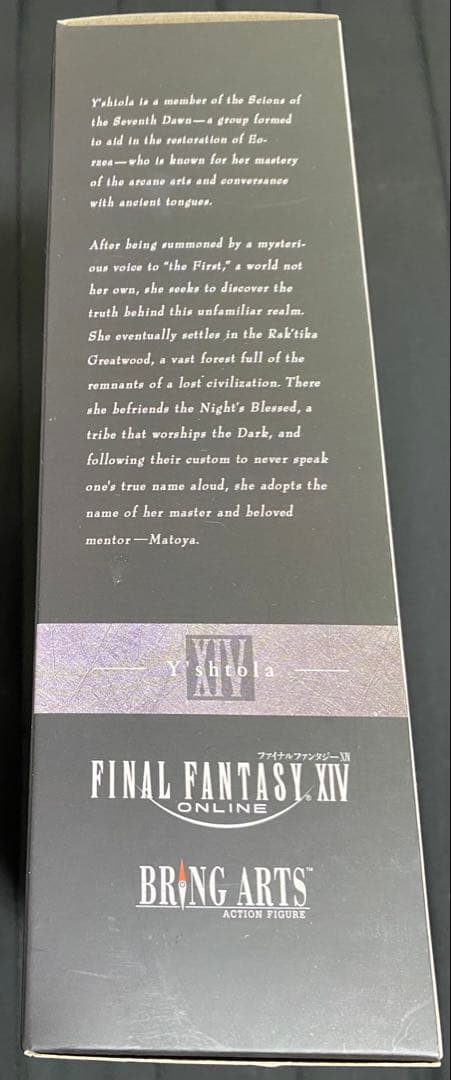 Y'shtola is a member of the Scions of
the Seventh Dawn—a group formed
to aid in the restoration of Eo-
rzea—who is known for her mastery
of the arcane arts and conversance
with ancient tongues.
After being summoned by a mysteri-
ous voice to "the First," a world not
her own, she seeks to discover the
truth behind this unfamiliar realm.
She eventually settles in the Rak'tika
Greatwood, a vast forest full of the
remnants of a lost civilization. There
she befriends the Night's Blessed, a
tribe that worships the Dark, and
following their custom to never speak
one's true name aloud, she adopts the
name of her master and beloved
mentor—Matoya.
XIV
Y'shtola
ファイナルファンタジーXIV
FINAL FANTASY® XIV
ONLINE
BRING ARTS™
ACTION FIGURE